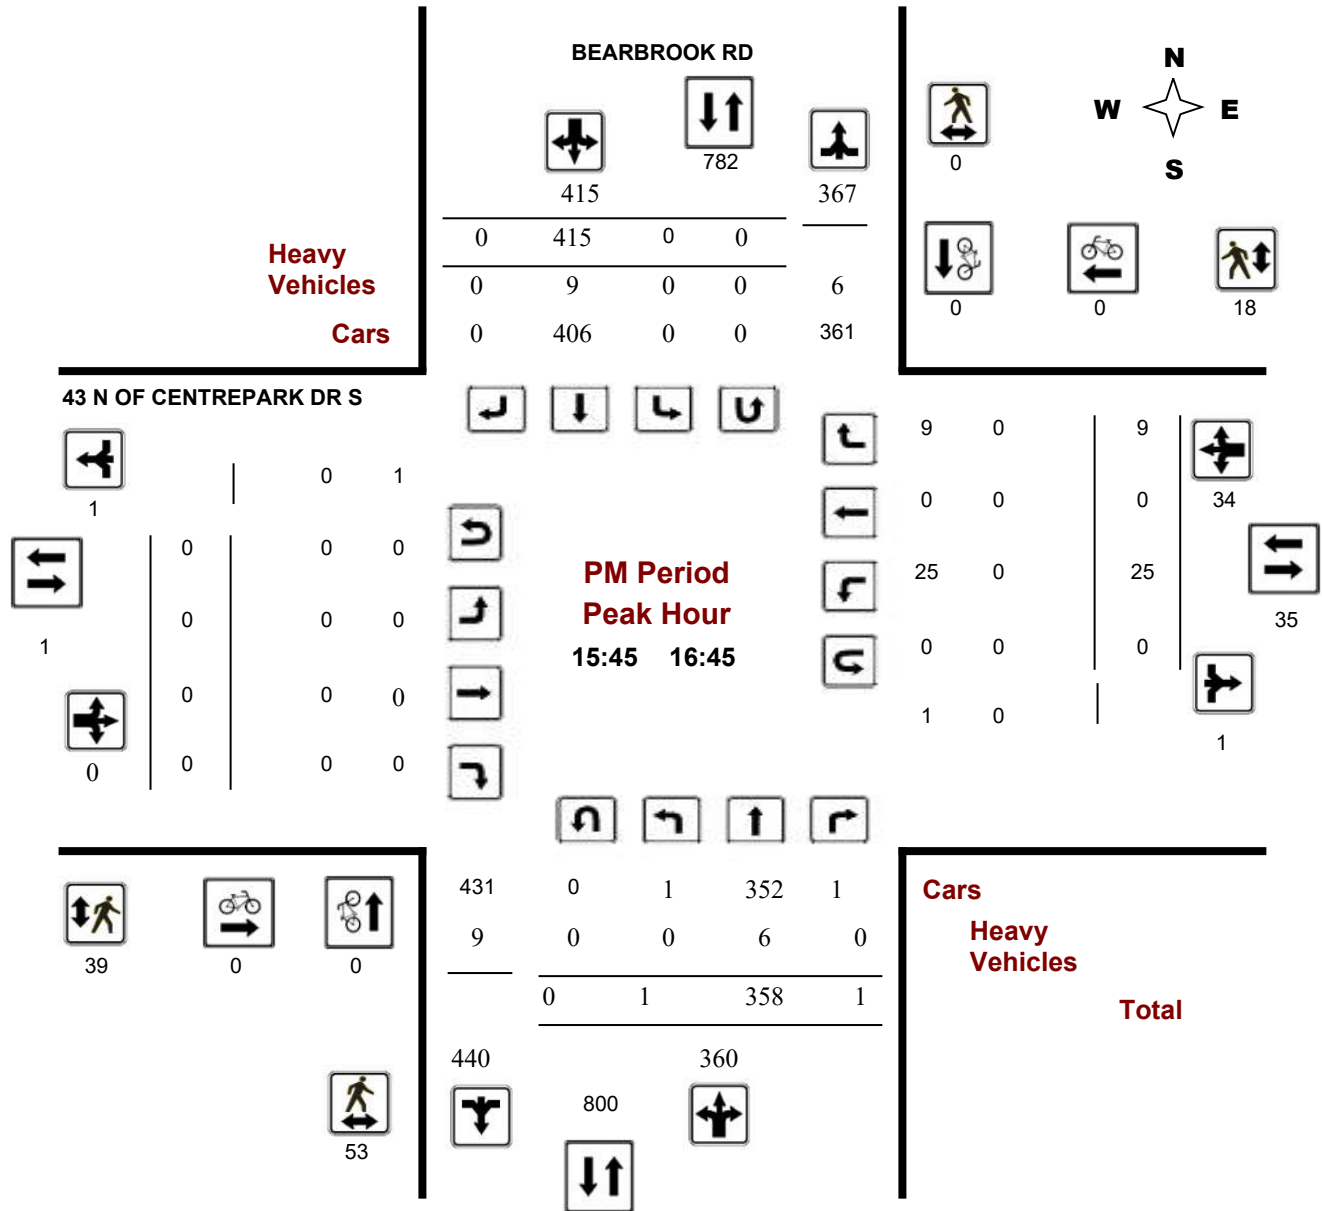 BEARBROOK RD
N
W E
S
782
0
415 367
0 415 0 0
Heavy
Vehicles
0 9 0 0 6
0 0 18
Cars 0 406 0 0 361
43 N OF CENTREPARK DR S
9 0 9
0 1
1
0 0 0 34
0 0 0
PM Period
25 0 25
Peak Hour
0 0 0
35
1
15:45 16:45
0 0 0
0 0 0
1 0
1
0 0 0 0
431 0 1 352 1
Cars
9 0 0 6 0
Heavy
Vehicles
39 0 0
0 1 358 1
Total
440 360
800
53